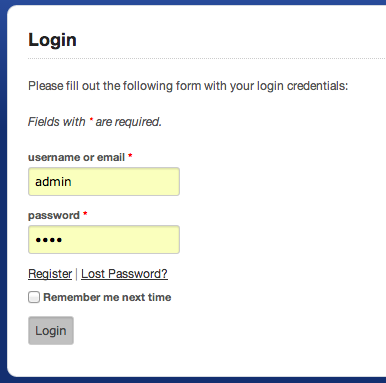 Login
Please fill out the following form with your login credentials:
Fields with * are required.
username or email *
admin
password *
••••
Register | Lost Password?
Remember me next time
Login